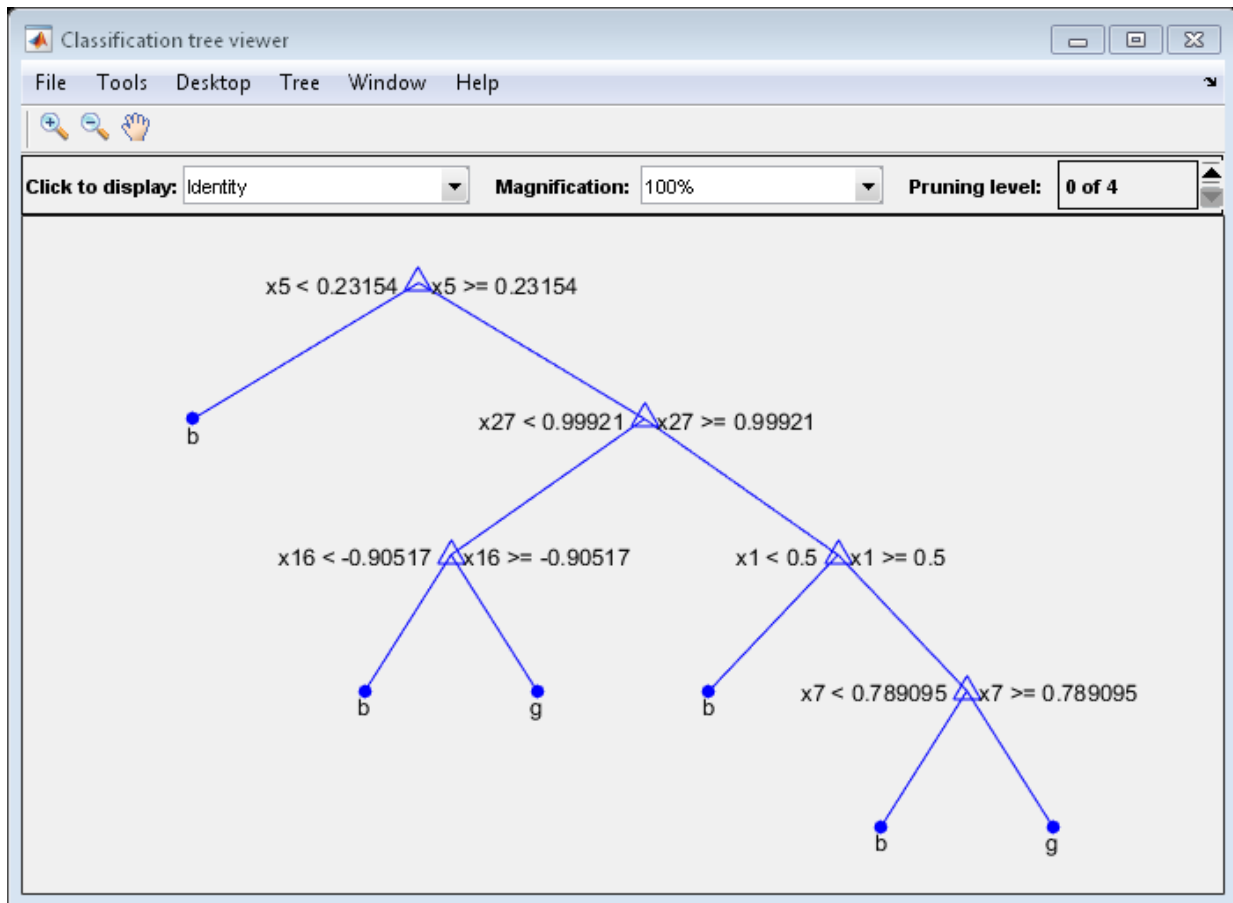 Classification tree viewer
File Tools Desktop Tree Window Help
Click to display: Identity Magnification: 100% Pruning level: 0 of 4
x5 < 0.23154 x5 >= 0.23154
b
x27 < 0.99921 x27 >= 0.99921
x16 < -0.90517 x16 >= -0.90517 x1 < 0.5 x1 >= 0.5
b g b
x7 < 0.789095 x7 >= 0.789095
b g